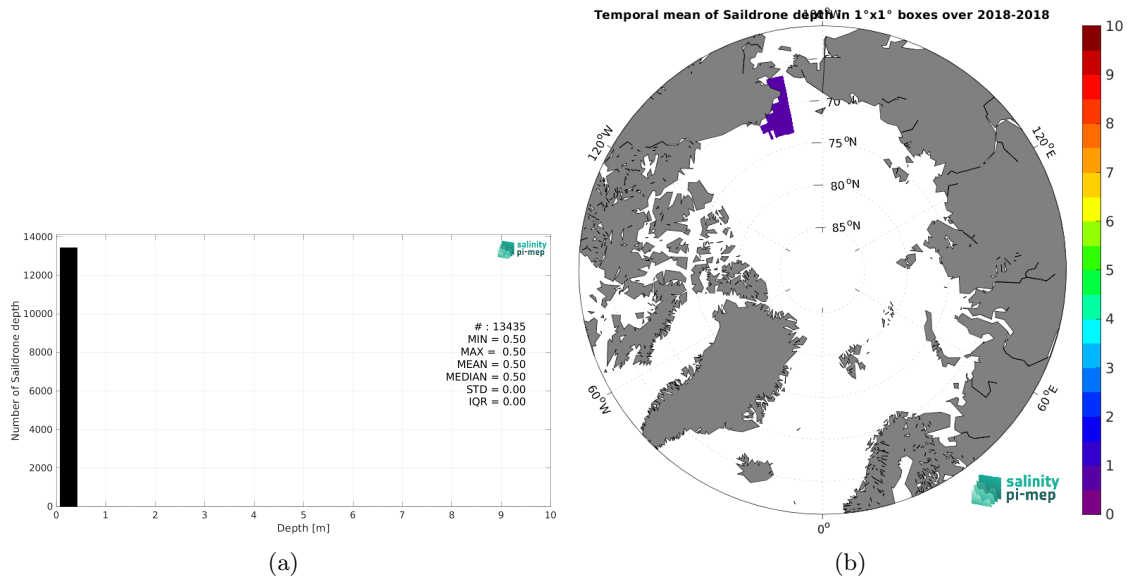 14000
12000
10000
8000
6000
4000
2000
0
Number of Saildrone depth
0 1 2 3 4 5 6 7 8 9 10
Depth [m]
salinity
pi-mep
# : 13435
MIN = 0.50
MAX = 0.50
MEAN = 0.50
MEDIAN = 0.50
STD = 0.00
IQR = 0.00
(a)
Temporal mean of Saildrone depth in 1°x1° boxes over 2018-2018
180°W
120°W
120°E
70
75°N
80°N
85°N
60°W
60°E
0°
salinity
pi-mep
10
9
8
7
6
5
4
3
2
1
0
(b)